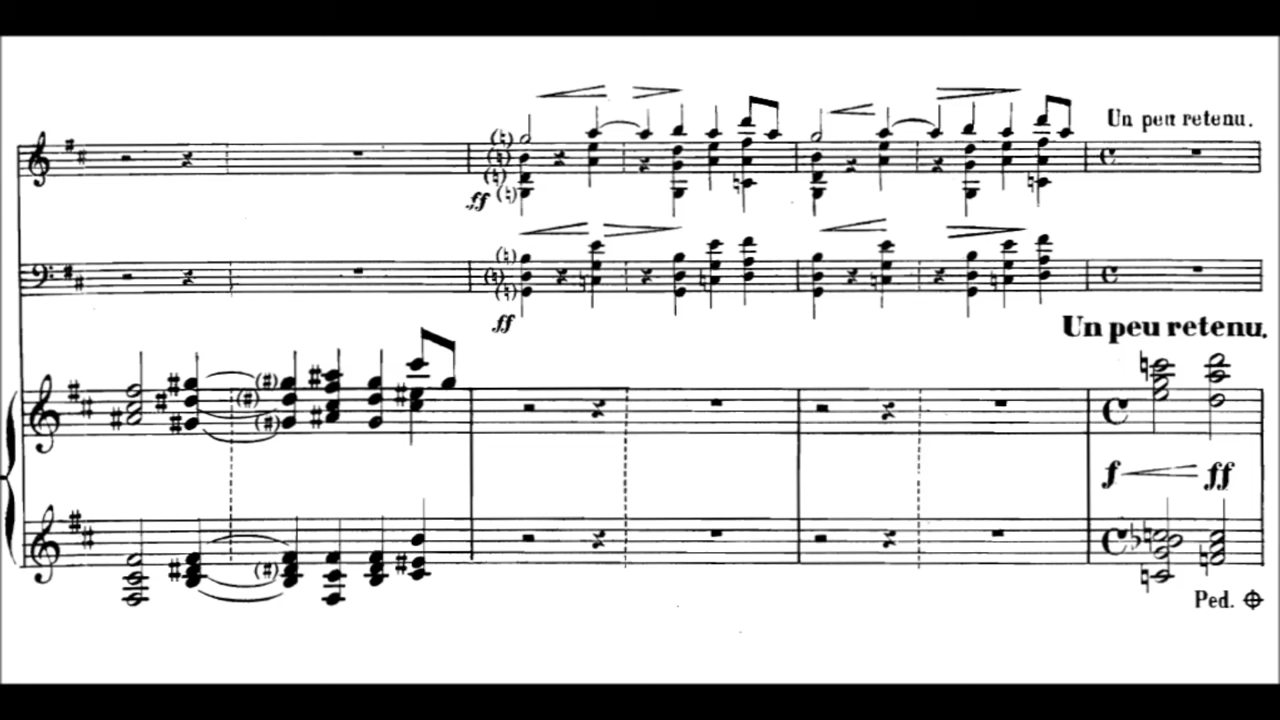 Un peu retenu.
ff
ff
Un peu retenu.
f ff
Ped.